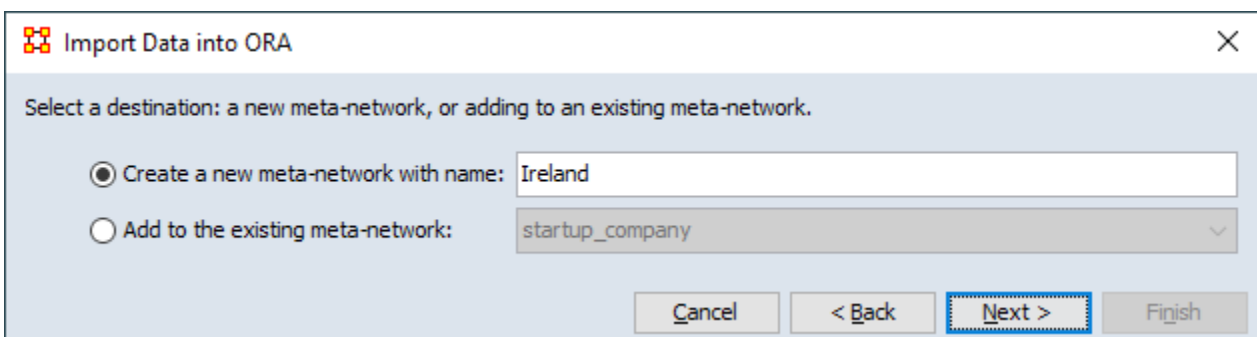 Import Data into ORA
Select a destination: a new meta-network, or adding to an existing meta-network.
Create a new meta-network with name: Ireland
Add to the existing meta-network: startup_company
Cancel < Back Next > Finish